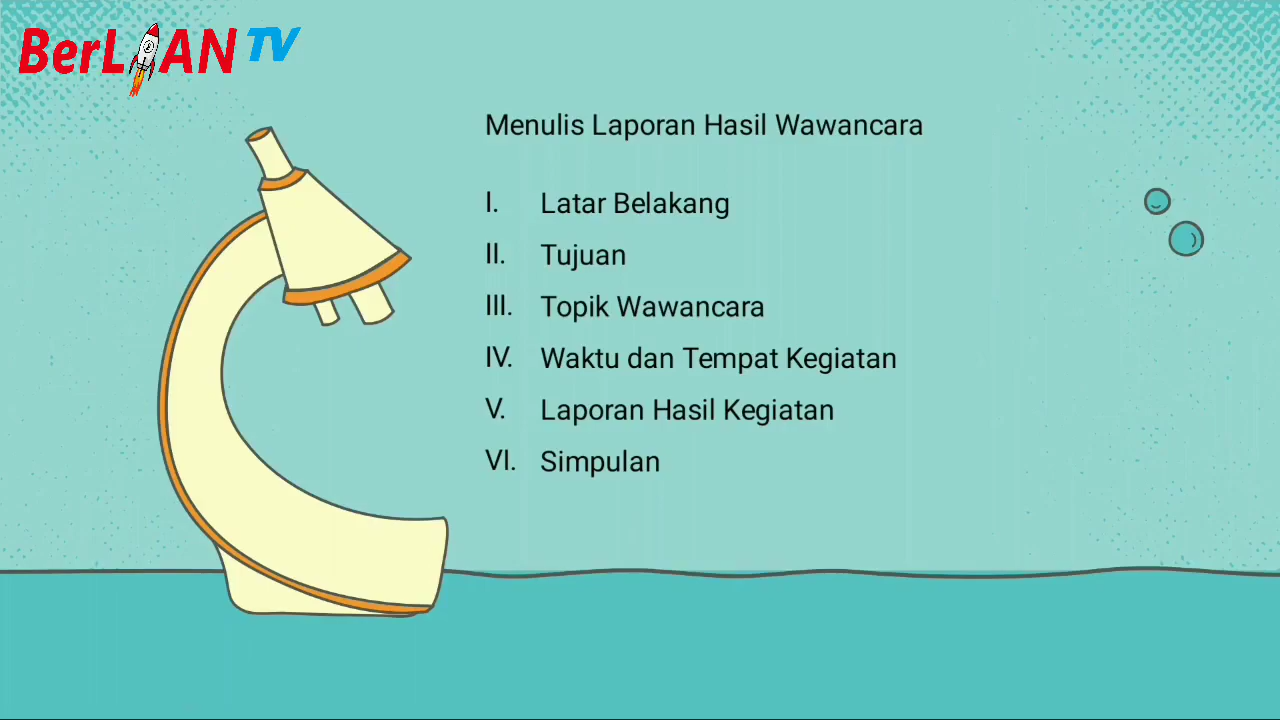 BerLIAN TV
Menulis Laporan Hasil Wawancara
I. Latar Belakang
II. Tujuan
III. Topik Wawancara
IV. Waktu dan Tempat Kegiatan
V. Laporan Hasil Kegiatan
VI. Simpulan